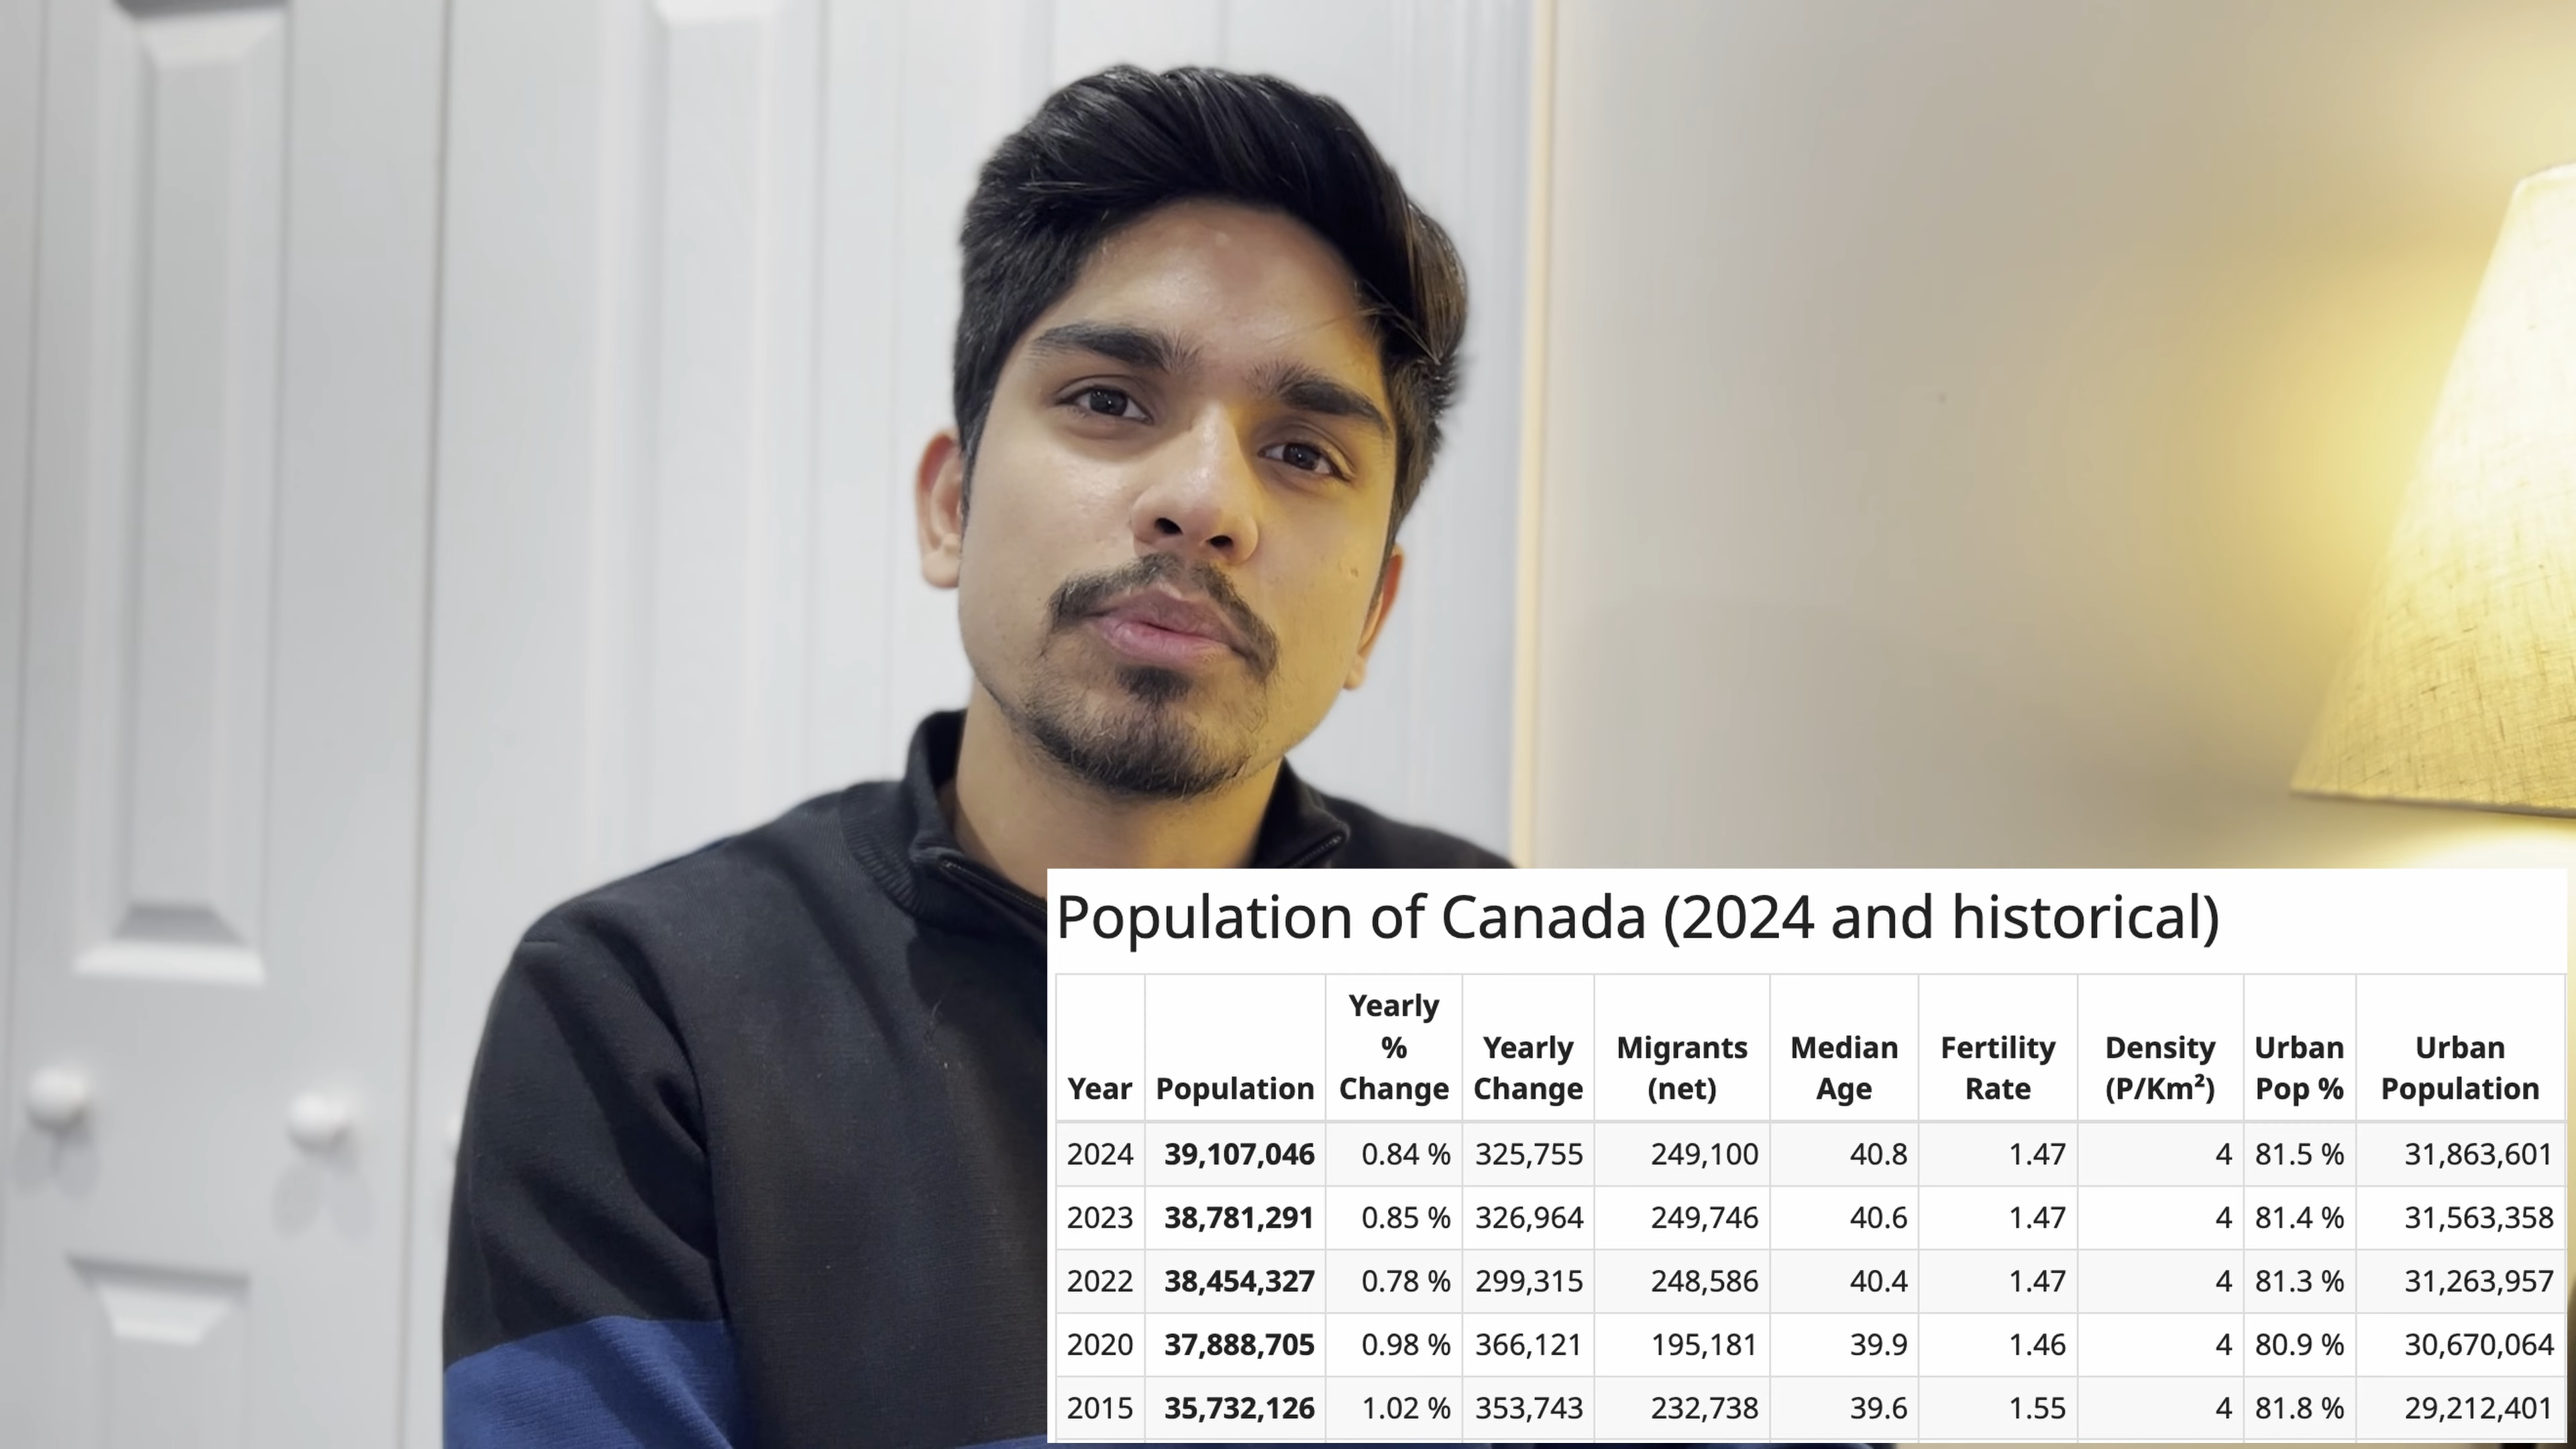 Population of Canada (2024 and historical)
Year Population Yearly % Change Yearly Change Migrants (net) Median Age Fertility Rate Density (P/Km²) Urban Pop % Urban Population
2024 39,107,046 0.84 % 325,755 249,100 40.8 1.47 4 81.5 % 31,863,601
2023 38,781,291 0.85 % 326,964 249,746 40.6 1.47 4 81.4 % 31,563,358
2022 38,454,327 0.78 % 299,315 248,586 40.4 1.47 4 81.3 % 31,263,957
2020 37,888,705 0.98 % 366,121 195,181 39.9 1.46 4 80.9 % 30,670,064
2015 35,732,126 1.02 % 353,743 232,738 39.6 1.55 4 81.8 % 29,212,401